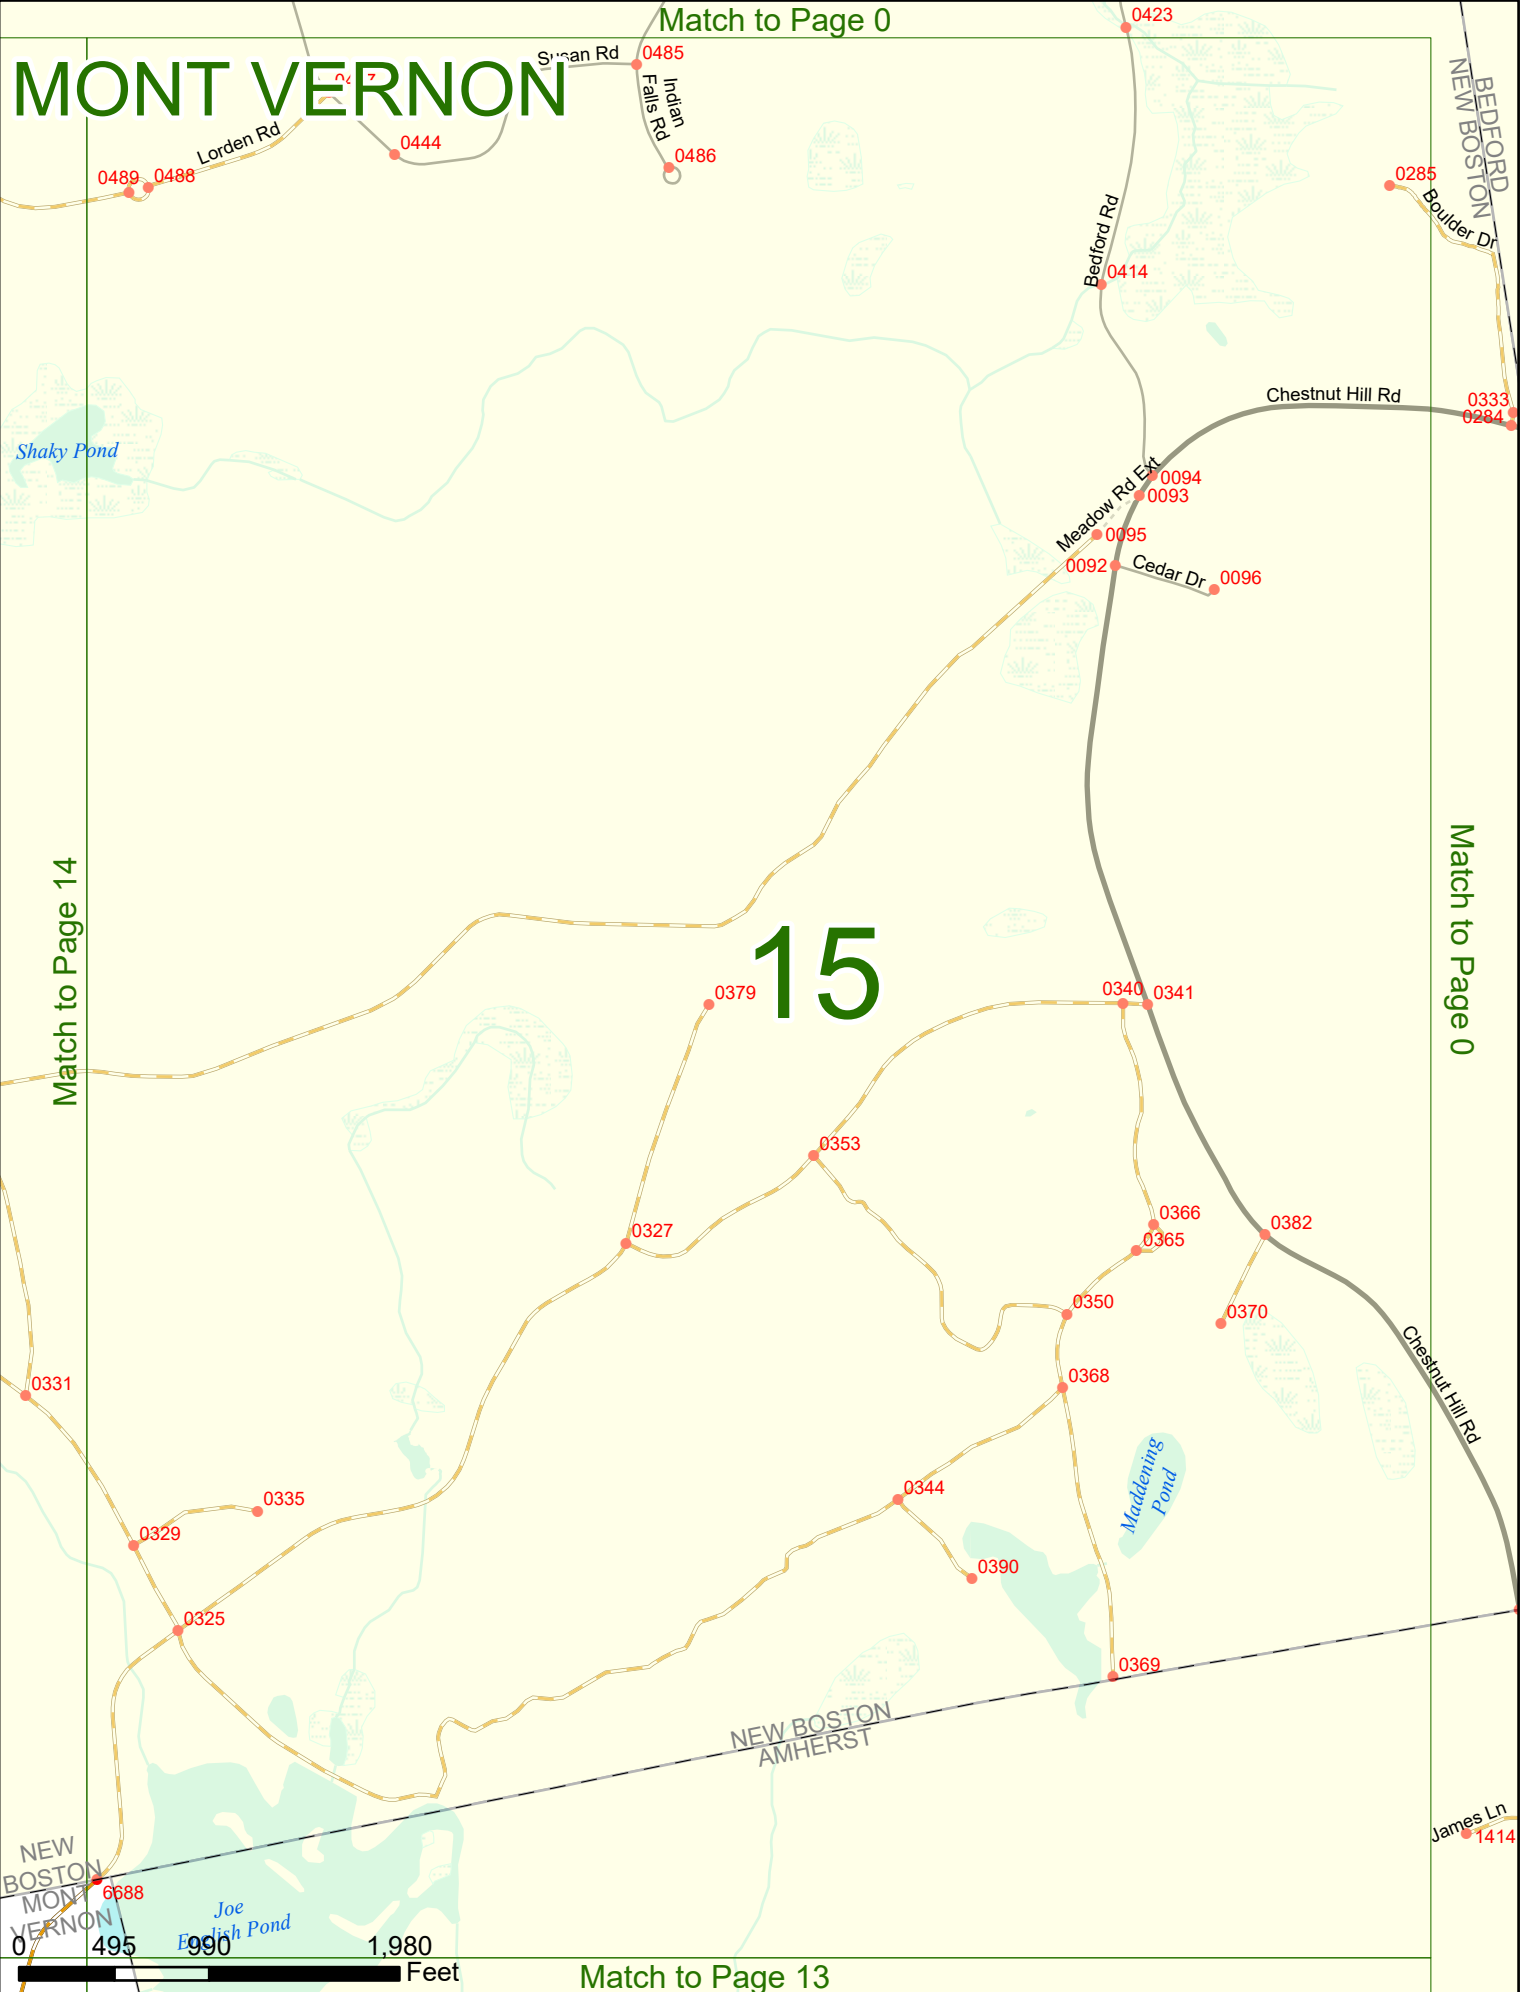 Match to Page 0
0423
MONT VERNON
Susan Rd
0485
Indian
Falls Rd
BEDFORD
NEW BOSTON
Lorden Rd
0444
0486
0489
0488
0285
Boulder Dr
Bedford Rd
0414
Chestnut Hill Rd
0333
0284
Shaky Pond
Meadow Rd Ext
0094
0093
0095
0092
Cedar Dr
0096
Match to Page 14
Match to Page 0
15
0379
0340
0341
0353
0366
0327
0365
0382
0350
0370
Chestnut Hill Rd
0331
0368
Maddening
Pond
0335
0344
0329
0390
0325
0369
NEW BOSTON
AMHERST
James Ln
1414
NEW
BOSTON
MONT
VERNON
6688
Joe
English Pond
0 495 990 1,980
Feet
Match to Page 13